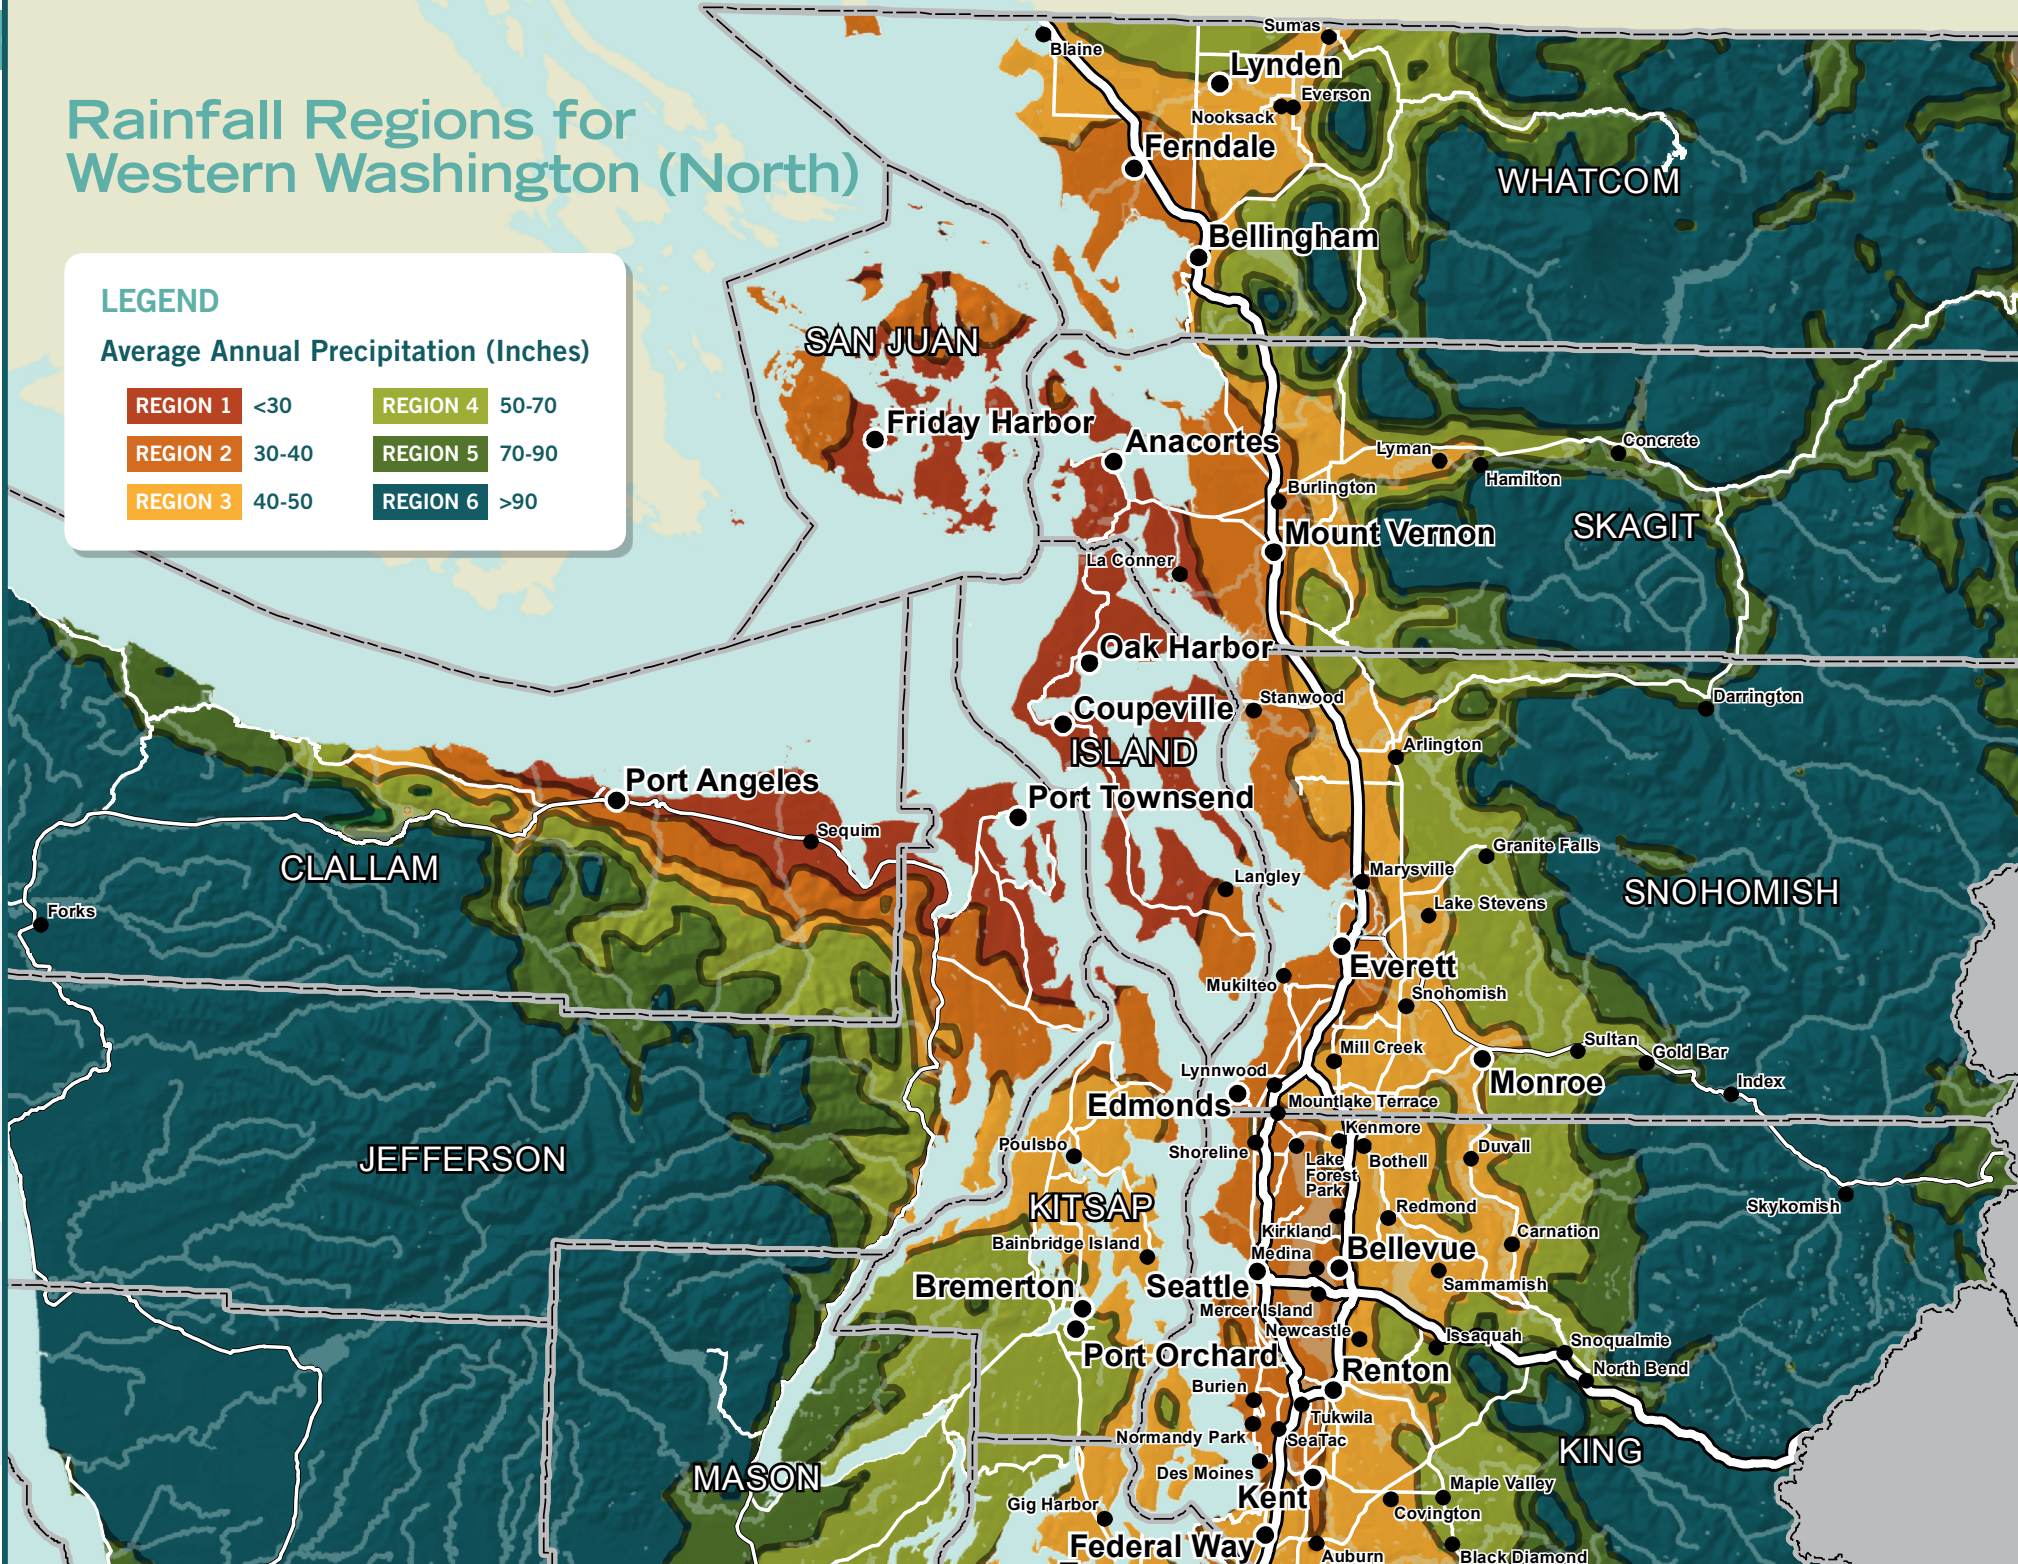 Rainfall Regions for
Western Washington (North)
LEGEND
Average Annual Precipitation (Inches)
REGION 1 <30
REGION 2 30-40
REGION 3 40-50
REGION 4 50-70
REGION 5 70-90
REGION 6 >90
Sumas
Blaine
Lynden
Everson
Nooksack
Ferndale
WHATCOM
Bellingham
SAN JUAN
Friday Harbor
Anacortes
Lyman
Concrete
Hamilton
Burlington
SKAGIT
Mount Vernon
La Conner
Oak Harbor
Stanwood
Darrington
Coupeville
ISLAND
Arlington
Port Angeles
Port Townsend
Sequim
Granite Falls
CLALLAM
Marysville
Langley
SNOHOMISH
Lake Stevens
Forks
Everett
Mukilteo
Snohomish
Sultan
Mill Creek
Gold Bar
Lynnwood
Monroe
Index
Edmonds
Mountlake Terrace
Kenmore
Poulsbo
Shoreline
Lake
Forest
Park
Bothell
Duvall
JEFFERSON
KITSAP
Redmond
Skykomish
Kirkland
Carnation
Bainbridge Island
Medina
Bellevue
Bremerton
Seattle
Sammamish
Mercer Island
Newcastle
Issaquah
Snoqualmie
Port Orchard
Renton
North Bend
Burien
Tukwila
Normandy Park
SeaTac
KING
MASON
Des Moines
Maple Valley
Kent
Gig Harbor
Covington
Federal Way
Auburn
Black Diamond